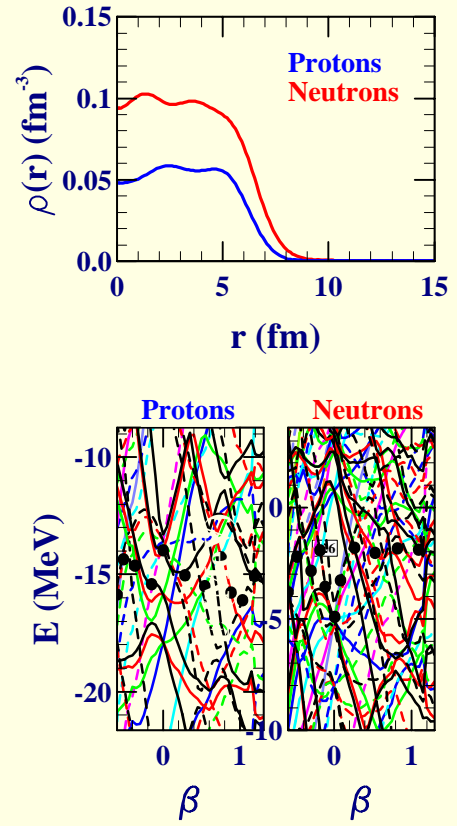 0.15
0.1
0.05
0.0
ρ(r) (fm-3)
Protons
Neutrons
0 5 10 15
r (fm)
Protons Neutrons
-10
-15
-20
E (MeV)
0
-5
-10
0 1 0 1
β β